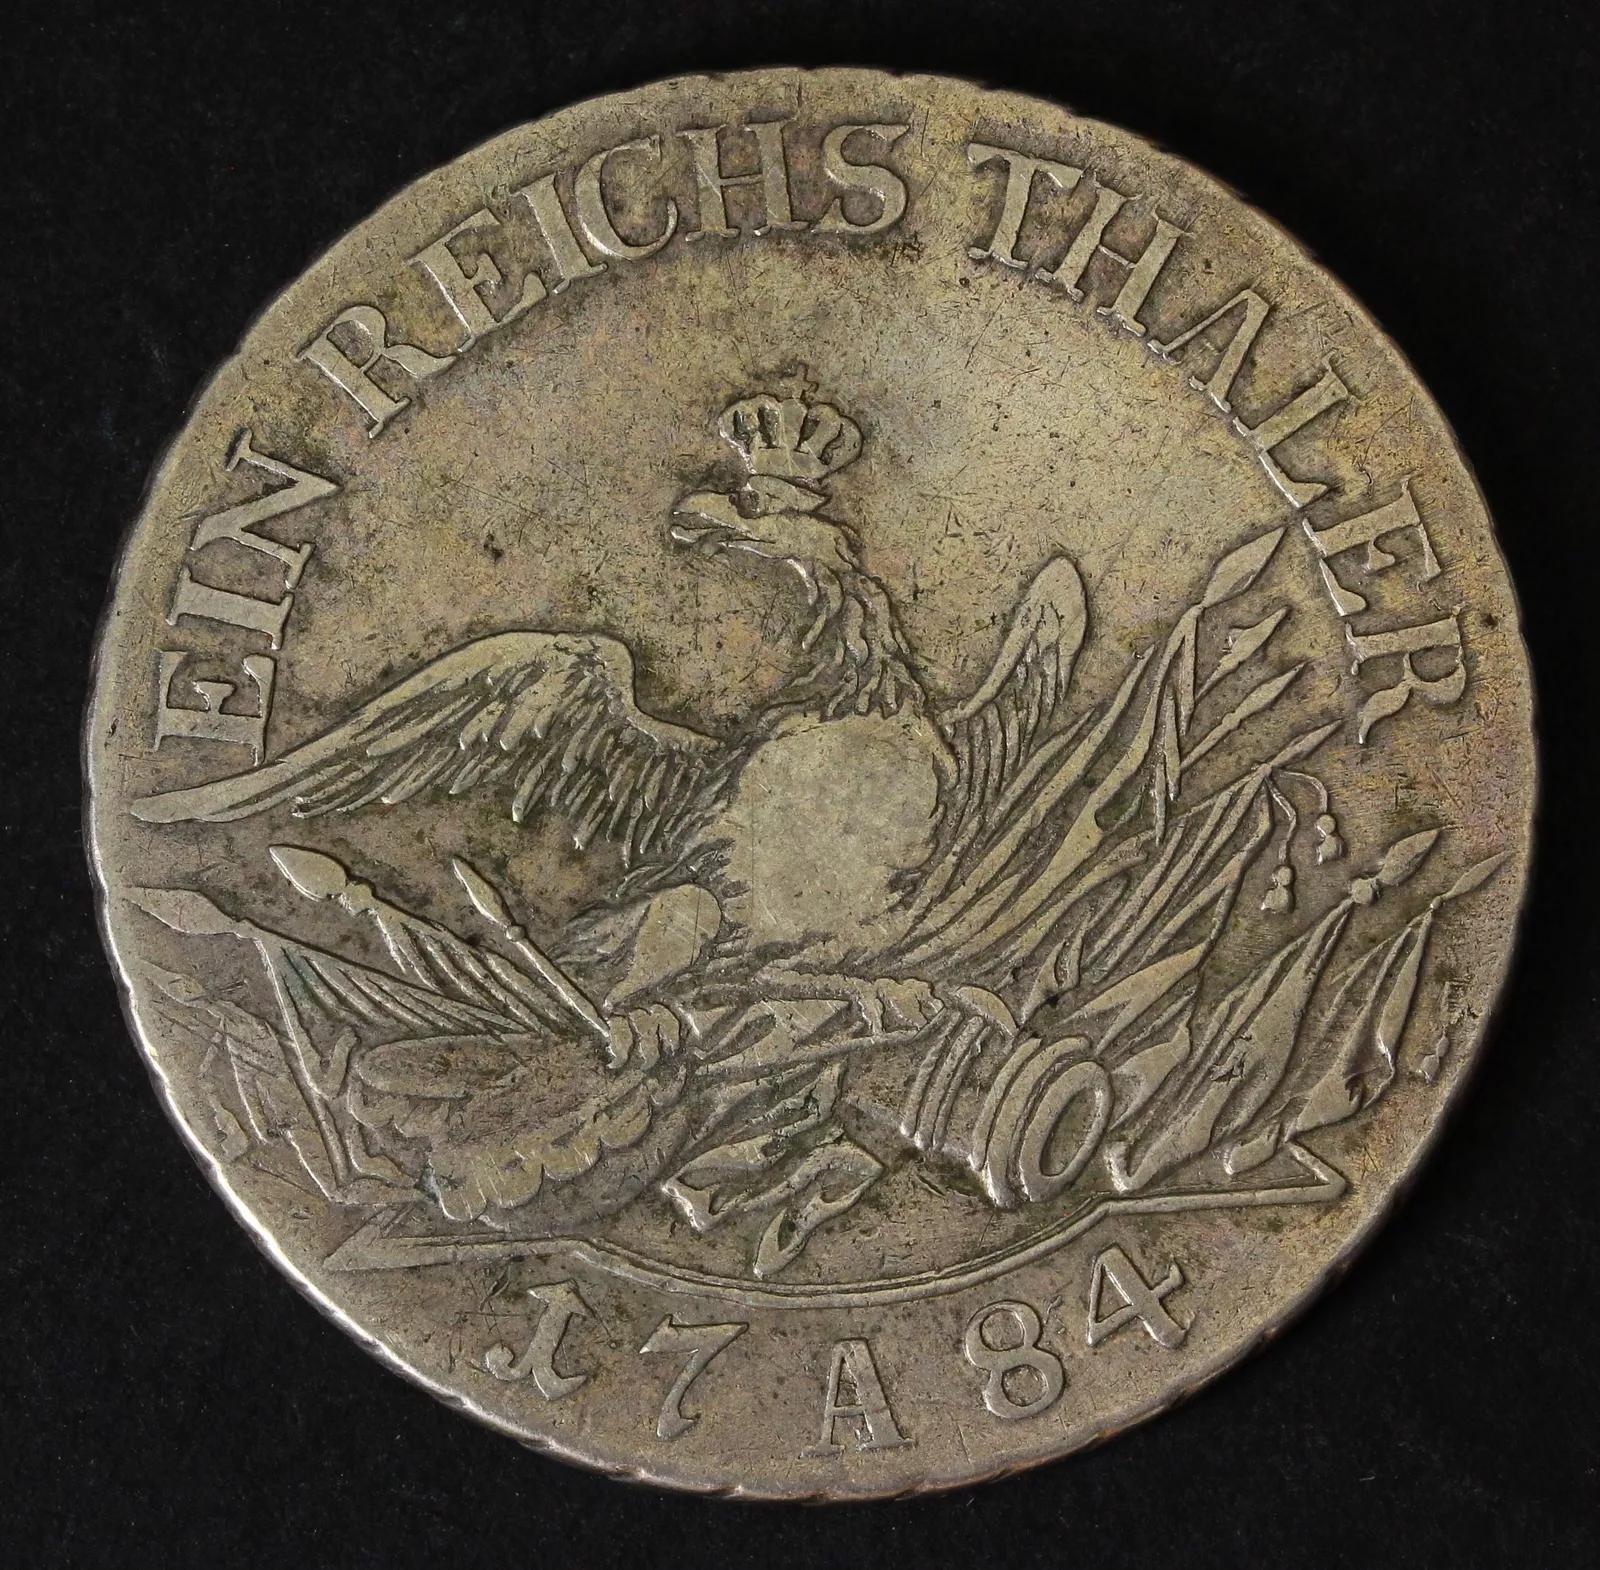 EIN REICHS THALER
17 A 84